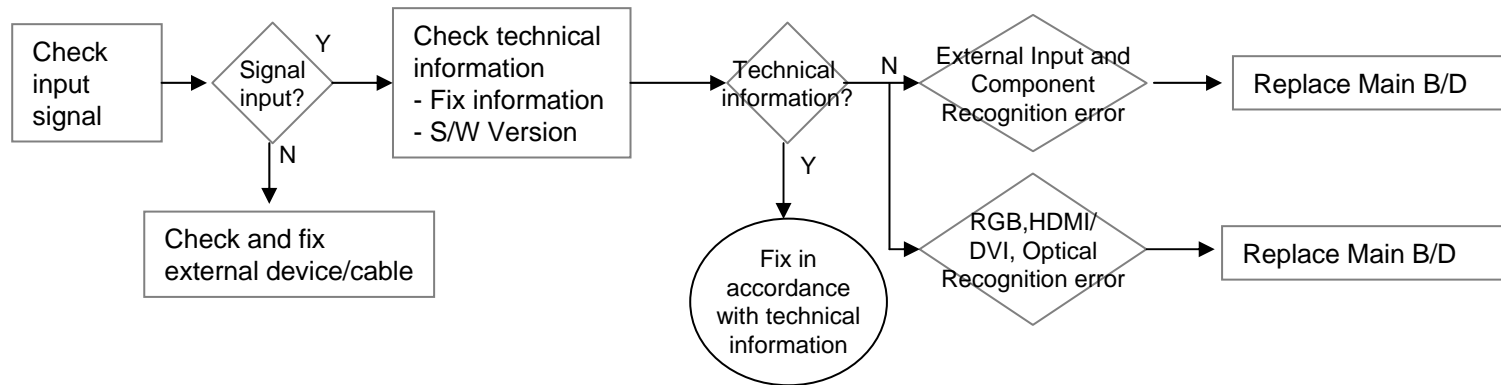 Check
input
signal
Signal
input?
Y
N
Check and fix
external device/cable
Check technical
information
- Fix information
- S/W Version
Technical
information?
Y
Fix in
accordance
with technical
information
N
External Input and
Component
Recognition error
Replace Main B/D
RGB,HDMI/
DVI, Optical
Recognition error
Replace Main B/D